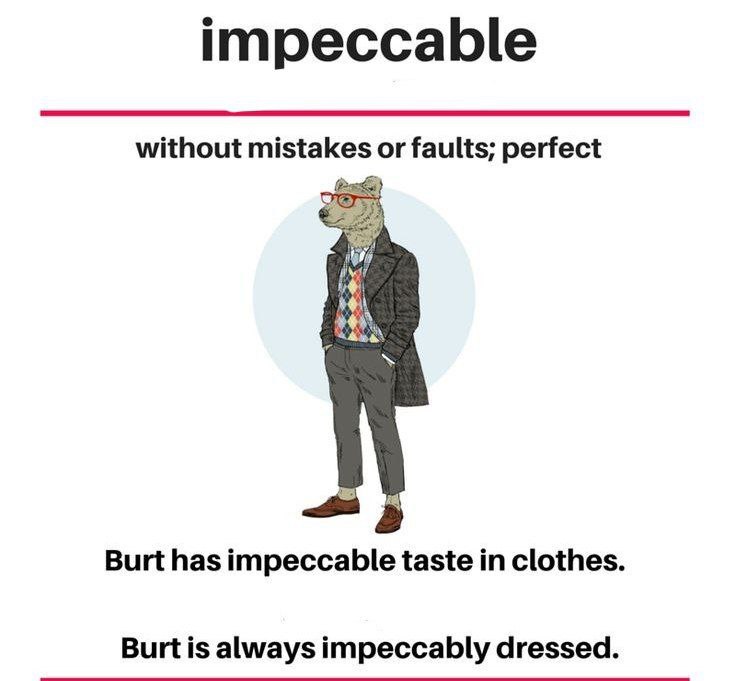 impeccable
without mistakes or faults; perfect
Burt has impeccable taste in clothes.
Burt is always impeccably dressed.